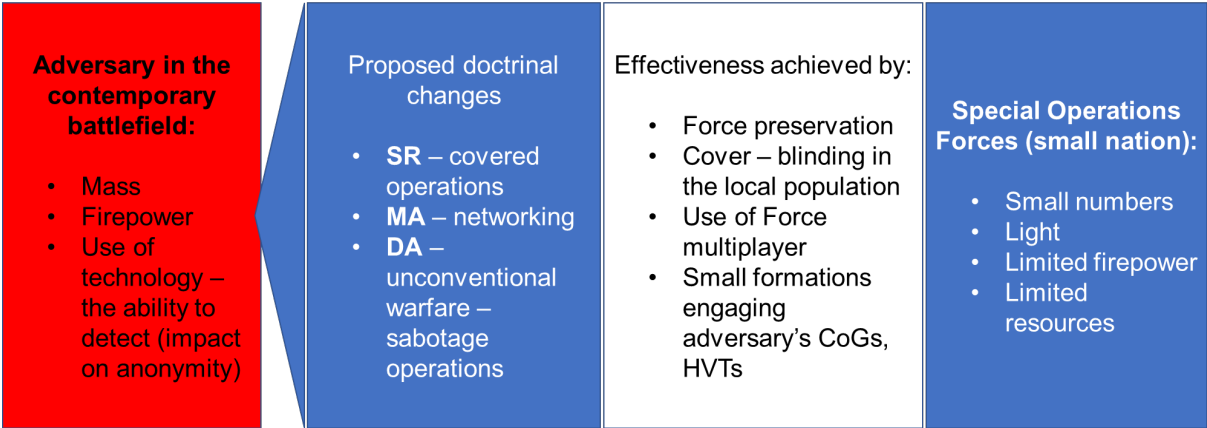 Adversary in the
contemporary
battlefield:
• Mass
• Firepower
• Use of
technology –
the ability to
detect (impact
on anonymity)
Proposed doctrinal
changes
• SR – covered
operations
• MA – networking
• DA –
unconventional
warfare –
sabotage
operations
Effectiveness achieved by:
• Force preservation
• Cover – blinding in
the local population
• Use of Force
multiplayer
• Small formations
engaging
adversary’s CoGs,
HVTs
Special Operations
Forces (small nation):
• Small numbers
• Light
• Limited firepower
• Limited
resources